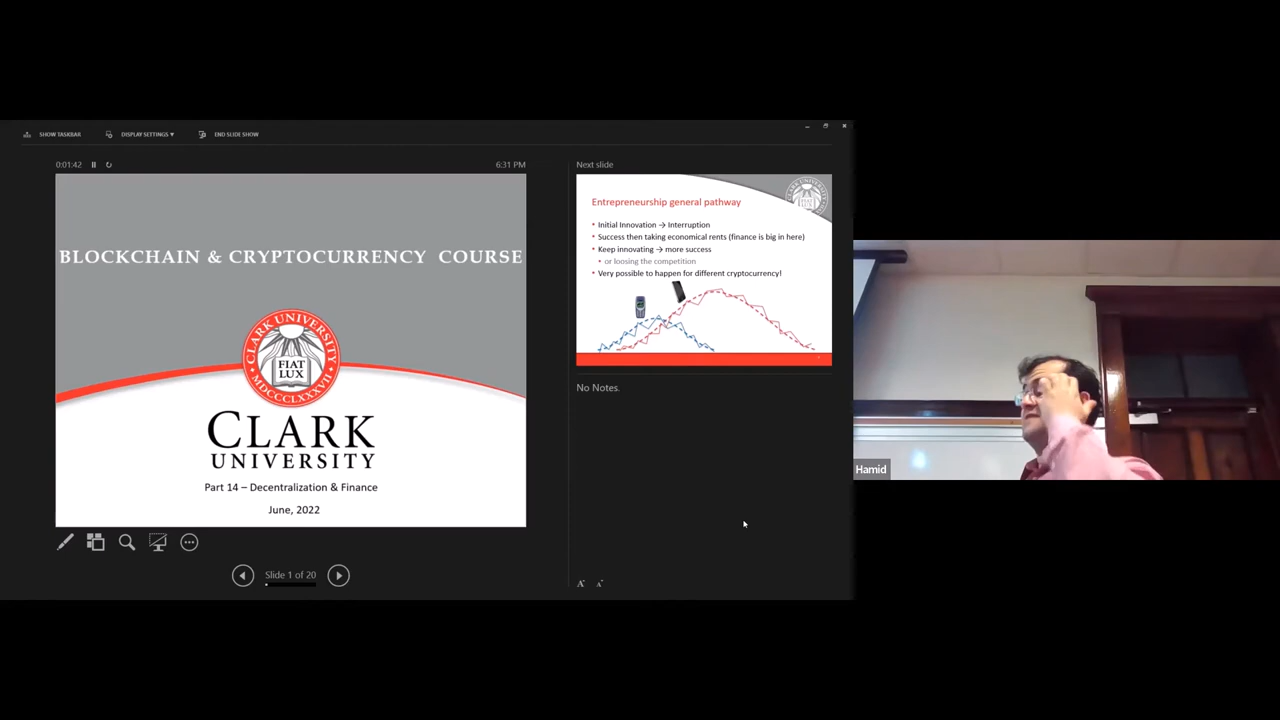 SHOW TASKBAR
DISPLAY SETTINGS ▼
END SLIDE SHOW
0:01:42
6:31 PM
BLOCKCHAIN & CRYPTOCURRENCY COURSE
CLARK UNIVERSITY
FIAT
LUX
MDCCCLXXXVII
CLARK
UNIVERSITY
Part 14 – Decentralization & Finance
June, 2022
Slide 1 of 20
Next slide
Entrepreneurship general pathway
• Initial Innovation → Interruption
• Success then taking economical rents (finance is big in here)
• Keep innovating → more success
• or loosing the competition
• Very possible to happen for different cryptocurrency!
No Notes.
A A
Hamid